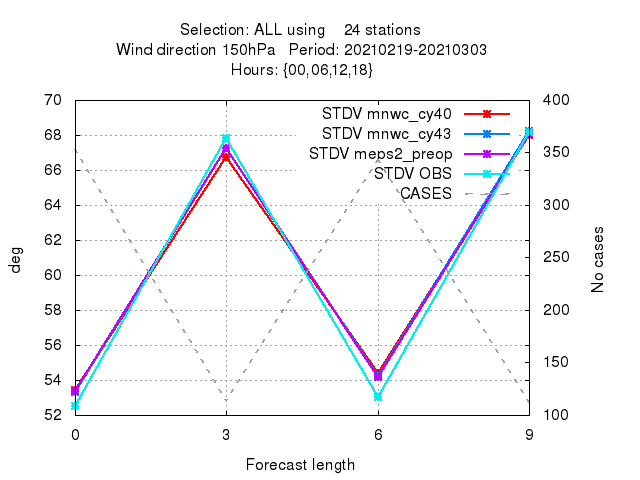 Selection: ALL using    24 stations
Wind direction 150hPa   Period: 20210219-20210303
Hours: {00,06,12,18}
STDV mnwc_cy40
STDV mnwc_cy43
STDV meps2_preop
STDV OBS
CASES
70
68
66
64
62
60
58
56
54
52
deg
400
350
300
250
200
150
100
No cases
0 3 6 9
Forecast length